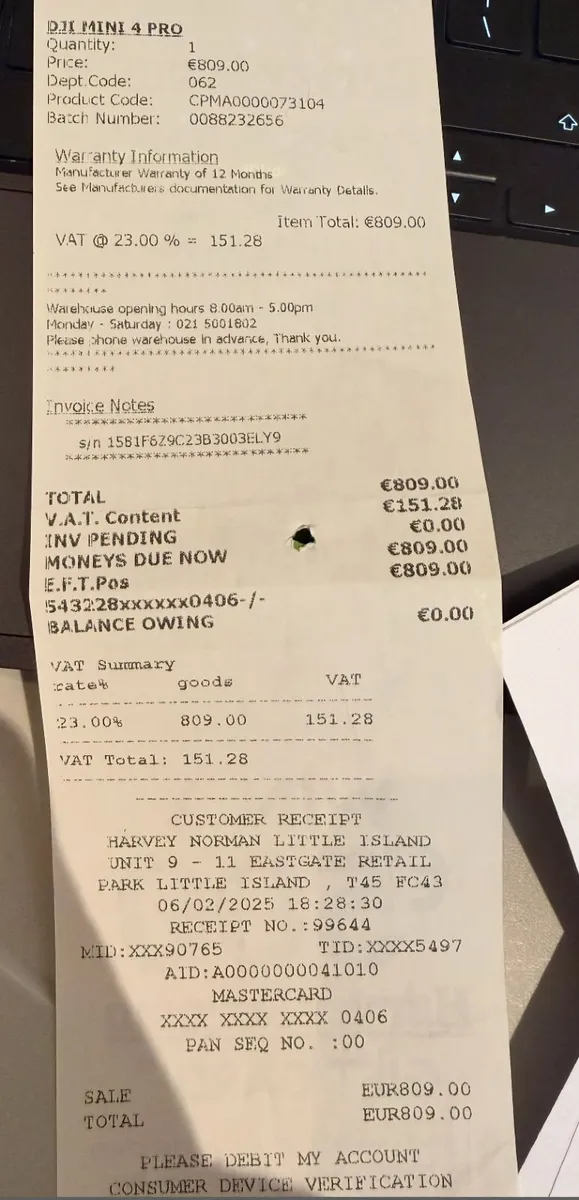 DJI MINI 4 PRO
Quantity: 1
Price: €809.00
Dept.Code: 062
Product Code: CPMA0000073104
Batch Number: 0088232656
Warranty Information
Manufacturer Warranty of 12 Months
See Manufacturers documentation for Warranty Details.
Item Total: €809.00
VAT @ 23.00 % = 151.28
Warehouse opening hours 8.00am - 5.00pm
Monday - Saturday : 021 5001802
Please phone warehouse in advance, Thank you.
Invoice Notes
s/n 1581F6Z9C23B3003ELY9
TOTAL €809.00
V.A.T. Content €151.28
INV PENDING €0.00
MONEYS DUE NOW €809.00
E.F.T.Pos €809.00
543228xxxxxx0406-/-
BALANCE OWING €0.00
VAT Summary
rate% goods VAT
23.00% 809.00 151.28
VAT Total: 151.28
CUSTOMER RECEIPT
HARVEY NORMAN LITTLE ISLAND
UNIT 9 - 11 EASTGATE RETAIL
PARK LITTLE ISLAND , T45 FC43
06/02/2025 18:28:30
RECEIPT NO.:99644
MID:XXX90765 TID:XXXX5497
AID:A0000000041010
MASTERCARD
XXXX XXXX XXXX 0406
PAN SEQ NO. :00
SALE EUR809.00
TOTAL EUR809.00
PLEASE DEBIT MY ACCOUNT
CONSUMER DEVICE VERIFICATION